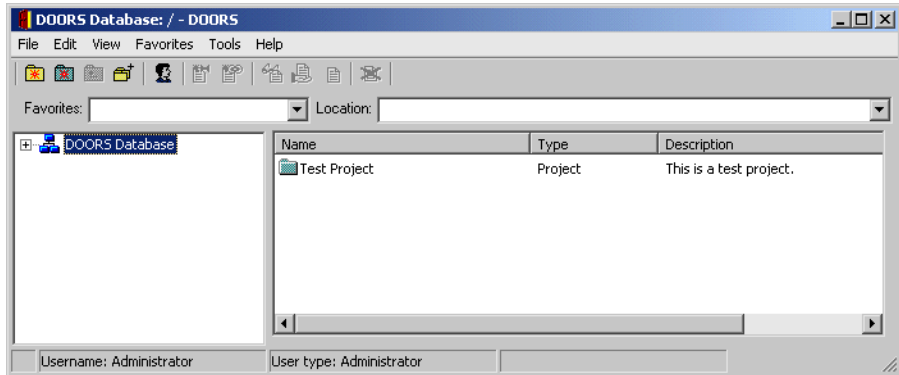 DOORS Database: / - DOORS
File Edit View Favorites Tools Help
Favorites: Location:
DOORS Database
Name Type Description
Test Project Project This is a test project.
Username: Administrator User type: Administrator